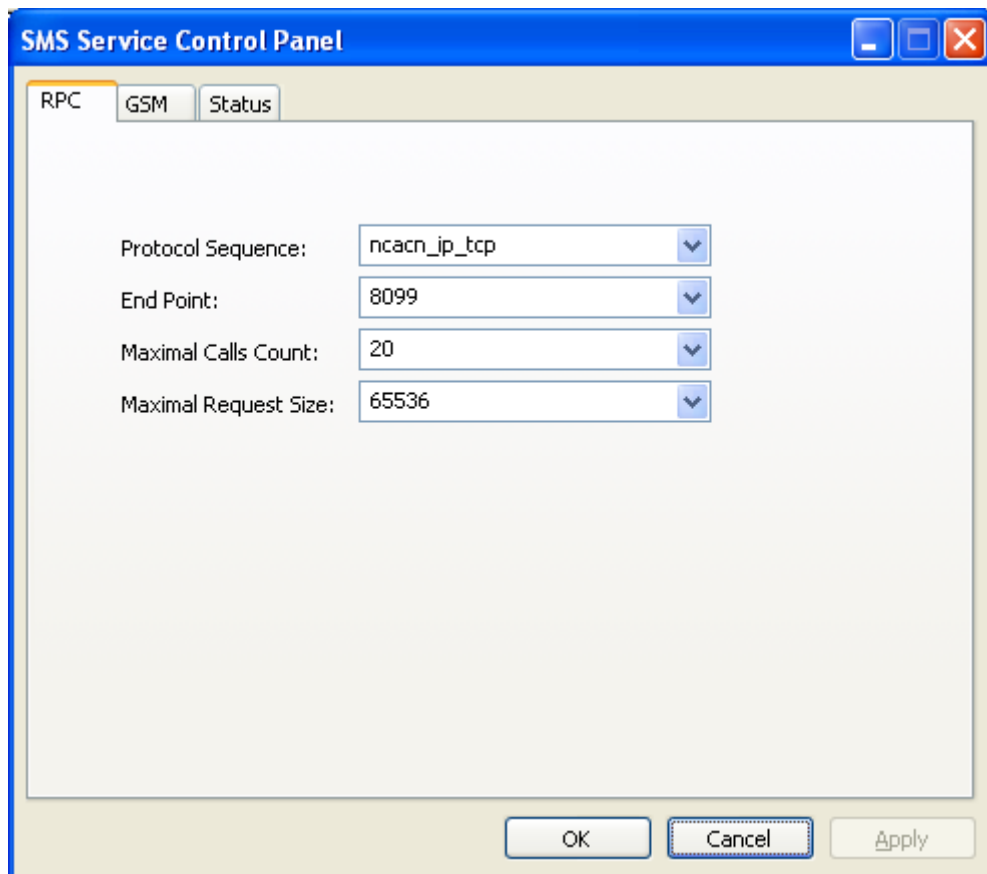 SMS Service Control Panel
RPC GSM Status
Protocol Sequence: ncacn_ip_tcp
End Point: 8099
Maximal Calls Count: 20
Maximal Request Size: 65536
OK Cancel Apply